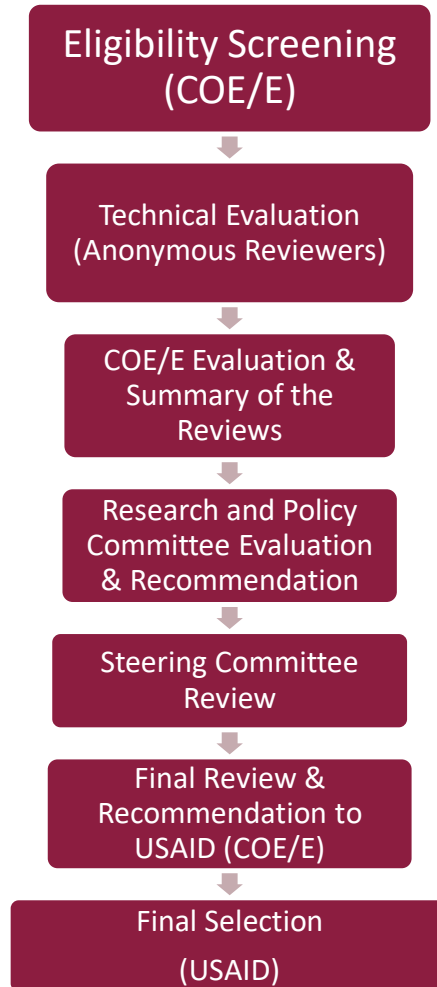 Eligibility Screening
(COE/E)
Technical Evaluation
(Anonymous Reviewers)
COE/E Evaluation &
Summary of the
Reviews
Research and Policy
Committee Evaluation
& Recommendation
Steering Committee
Review
Final Review &
Recommendation to
USAID (COE/E)
Final Selection
(USAID)